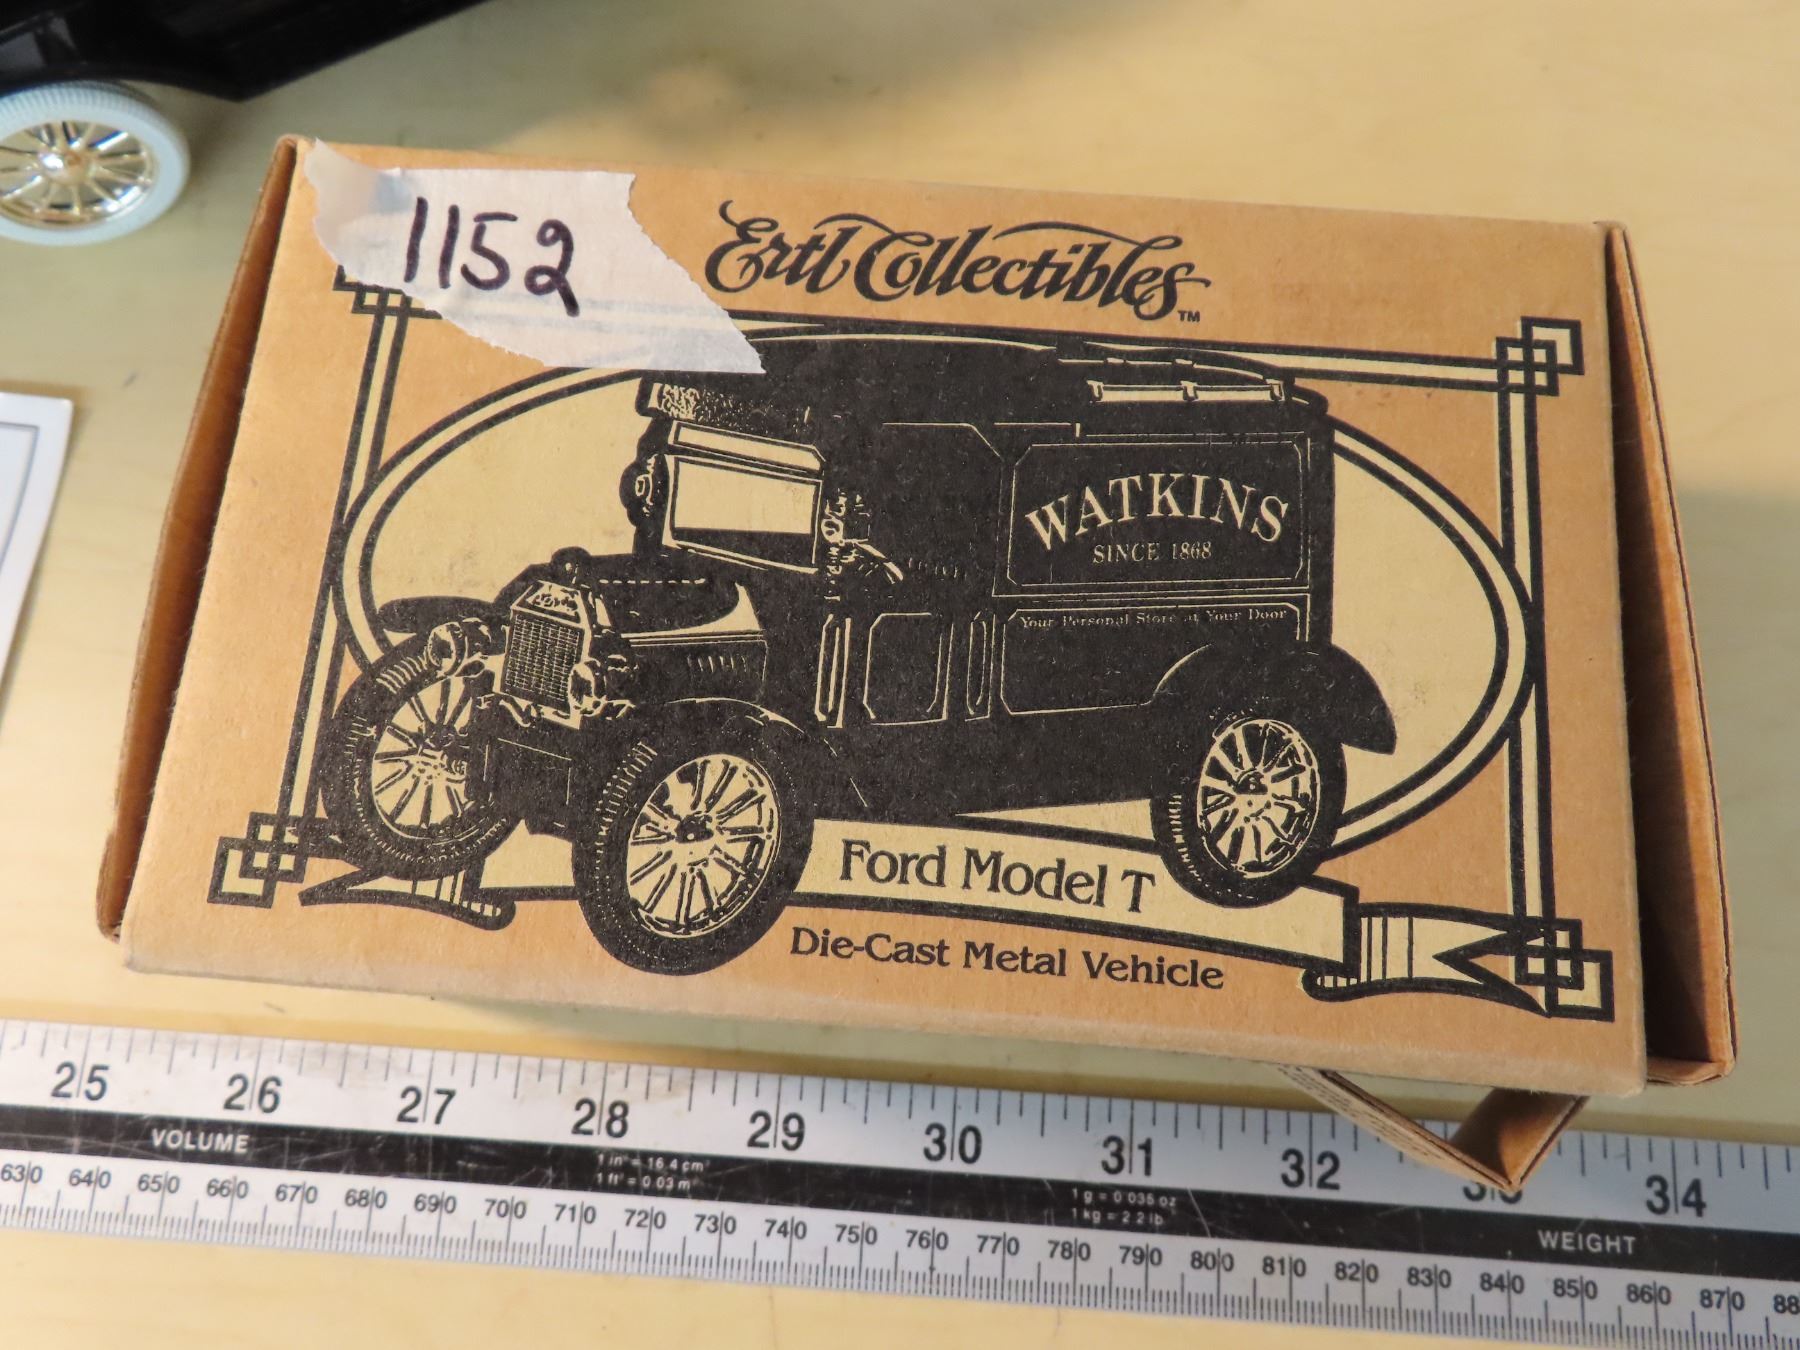 1152
Ertl Collectibles™
WATKINS
SINCE 1868
Your Personal Store at Your Door
Ford Model T
Die-Cast Metal Vehicle
25 26 27 28 29 30 31 32 33 34
VOLUME
1 in³ = 16.4 cm³
1 ft³ = 0.03 m³
1 g = 0.035 oz
1 kg = 2.2 lb
WEIGHT
630 640 650 660 670 680 690 700 710 720 730 740 750 760 770 780 790 800 810 820 830 840 850 860 870 88